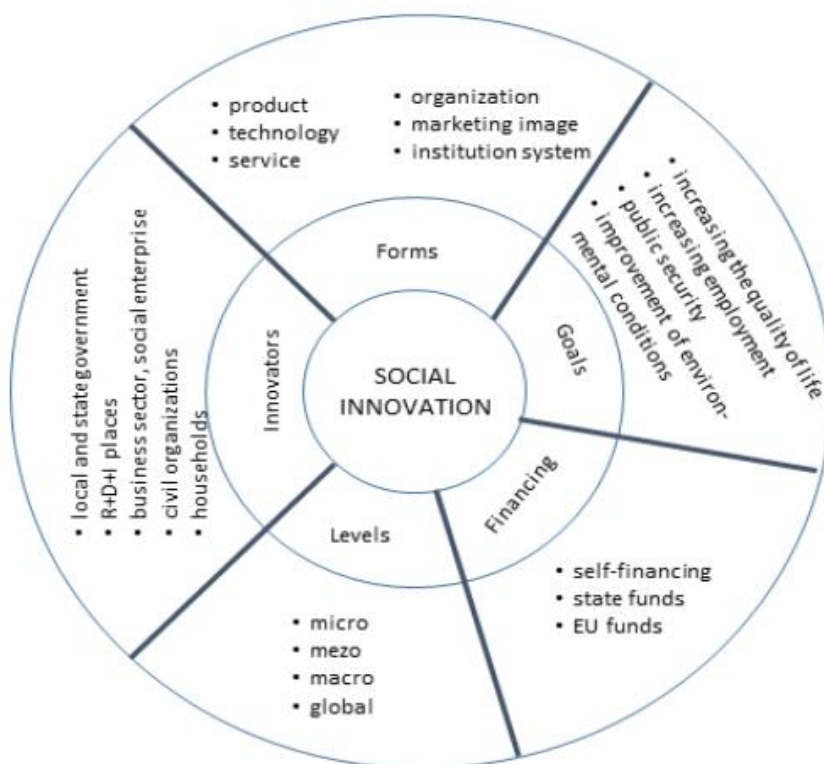 • product
• technology
• service
• organization
• marketing image
• institution system
Forms
• increasing the quality of life
• increasing employment
• public security
• improvement of environ-
mental conditions
Goals
SOCIAL
INNOVATION
Innovators
• local and state government
• R+D+I places
• business sector, social enterprise
• civil organizations
• households
Financing
• self-financing
• state funds
• EU funds
Levels
• micro
• mezo
• macro
• global